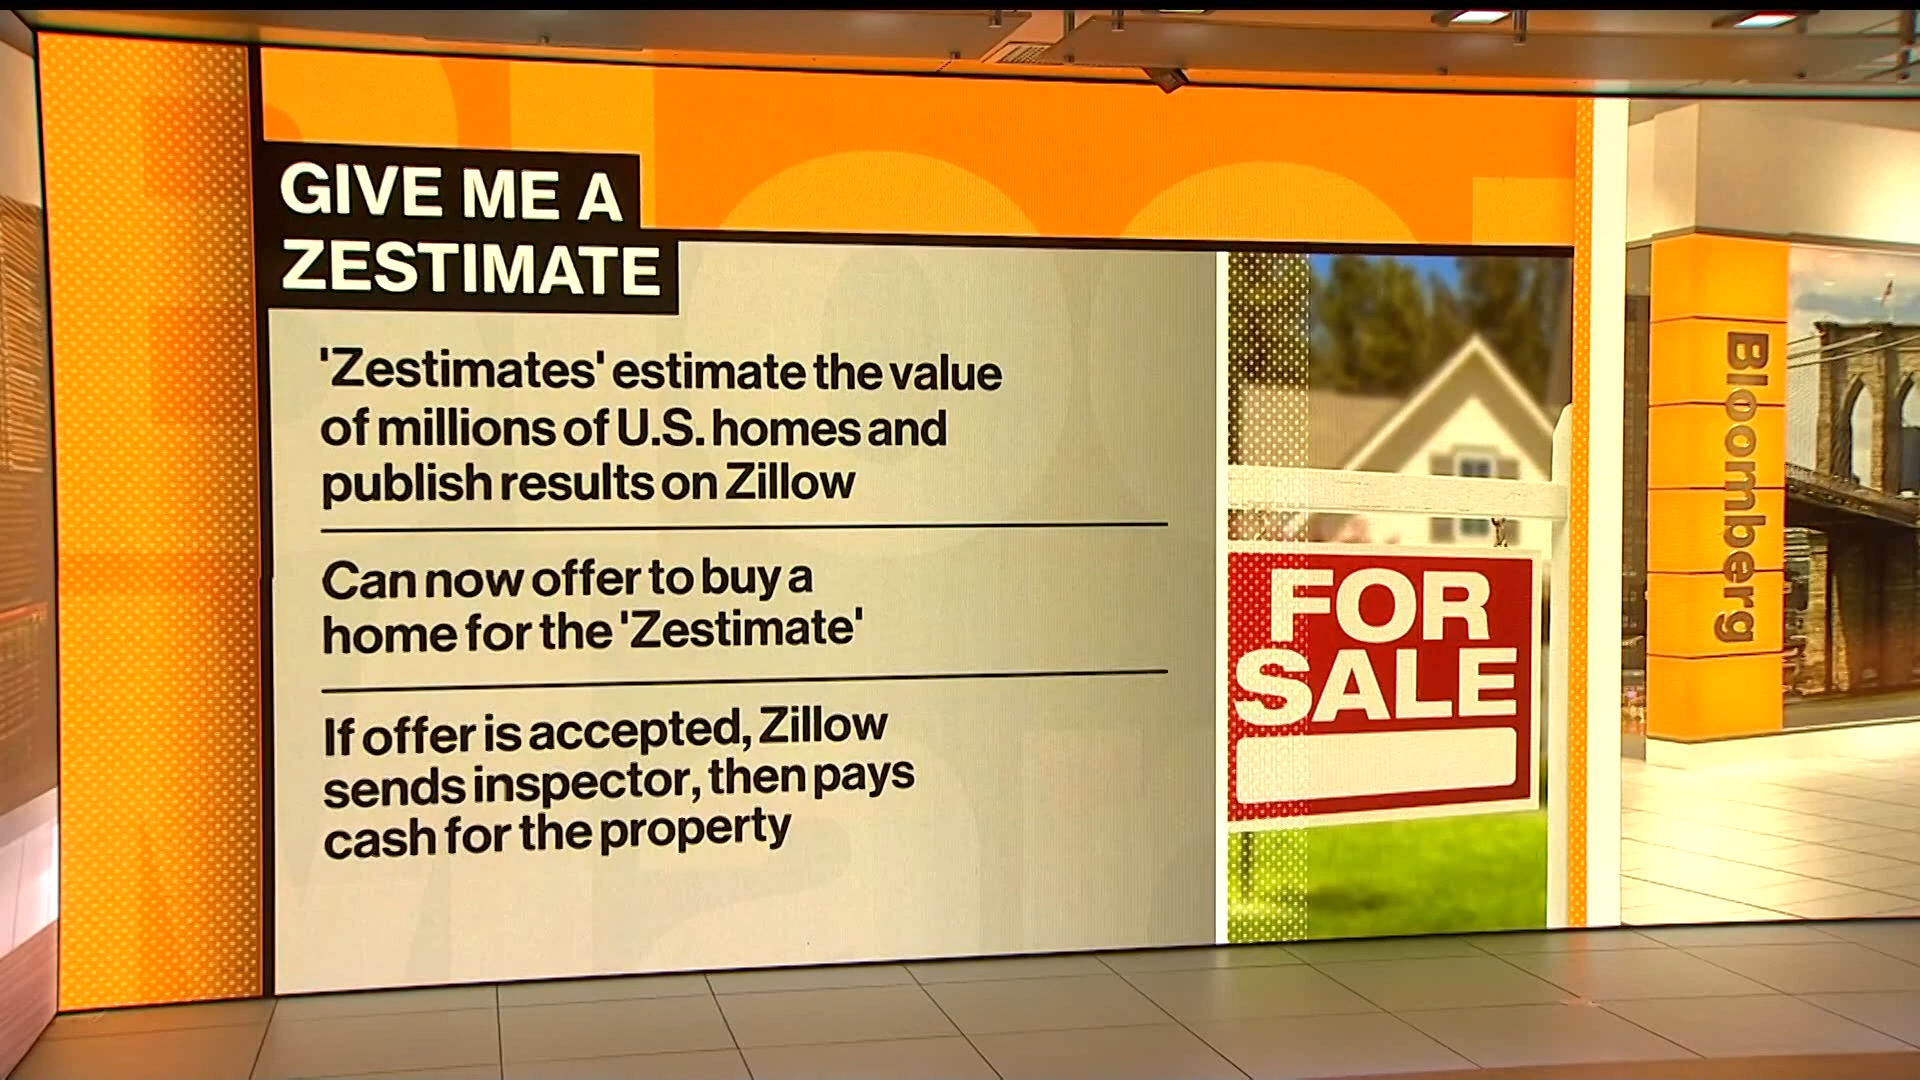 GIVE ME A
ZESTIMATE
'Zestimates' estimate the value
of millions of U.S. homes and
publish results on Zillow
Can now offer to buy a
home for the 'Zestimate'
If offer is accepted, Zillow
sends inspector, then pays
cash for the property
FOR
SALE
Bloomberg